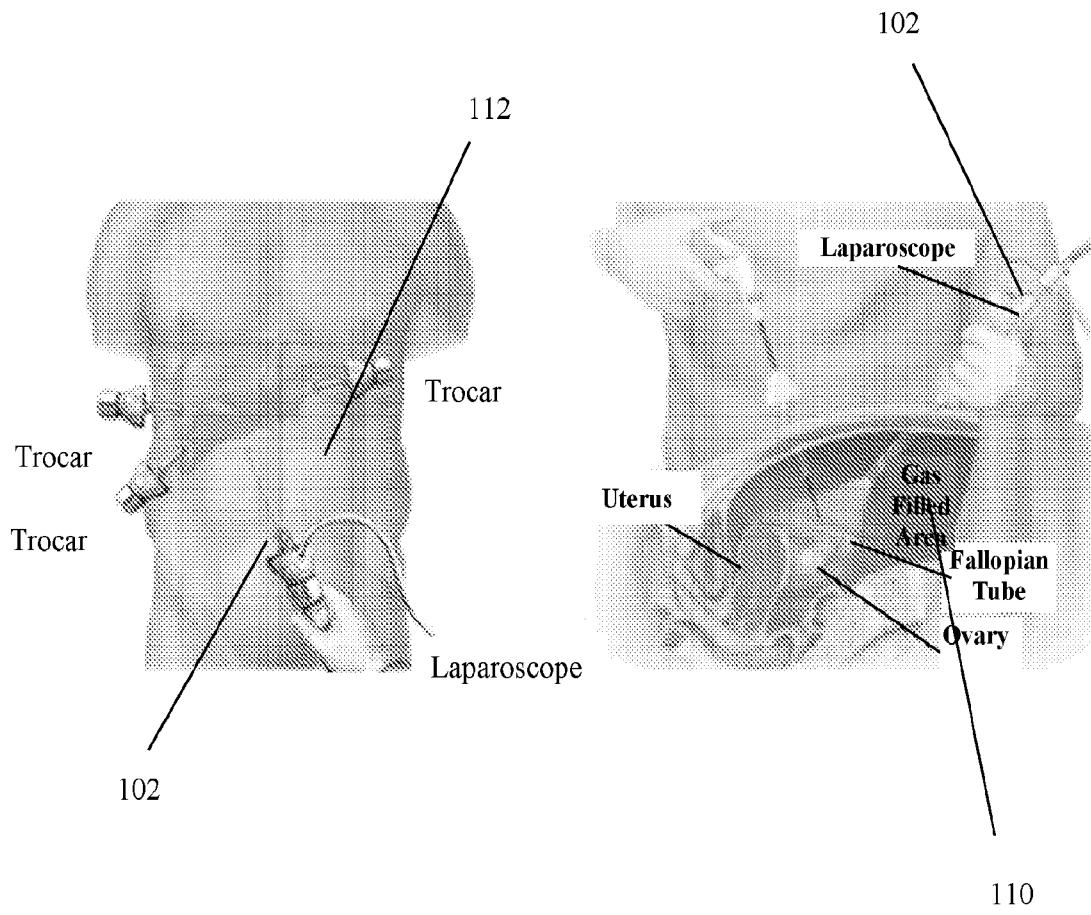 102
112
Laparoscope
Trocar
Trocar
Gas
Filled
Area
Uterus
Trocar
Fallopian
Tube
Ovary
Laparoscope
102
110